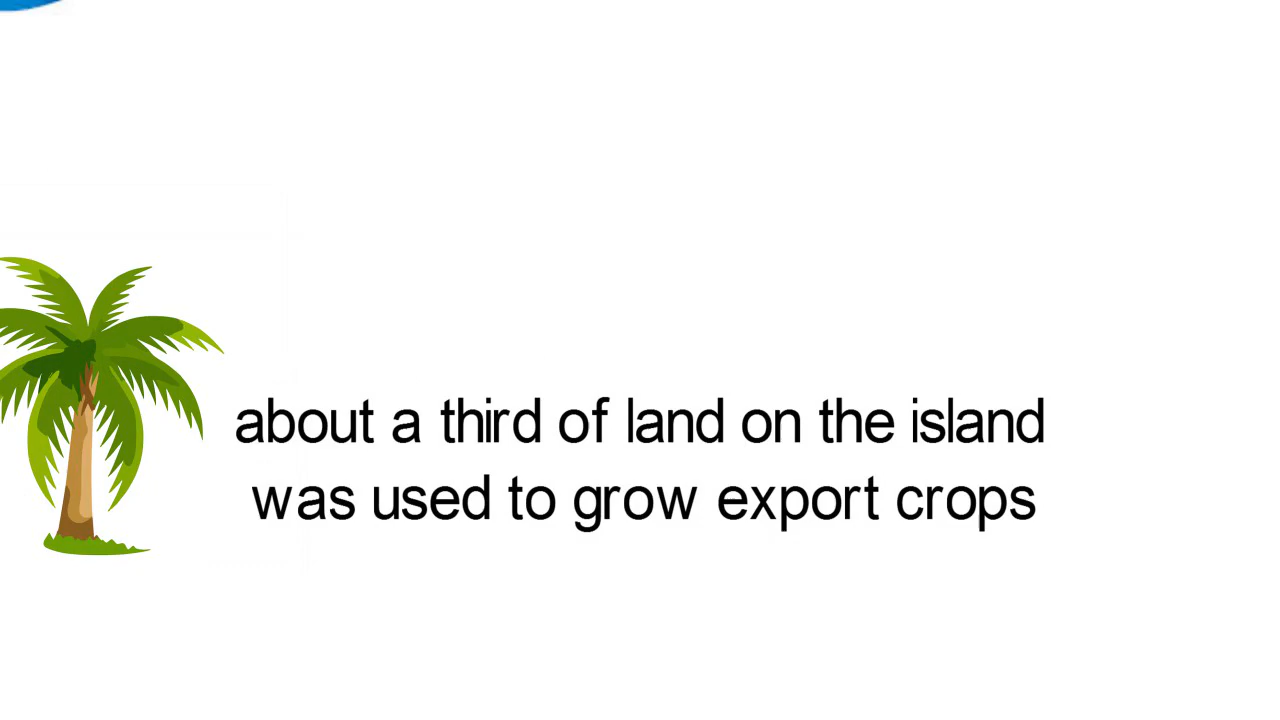 about a third of land on the island
was used to grow export crops